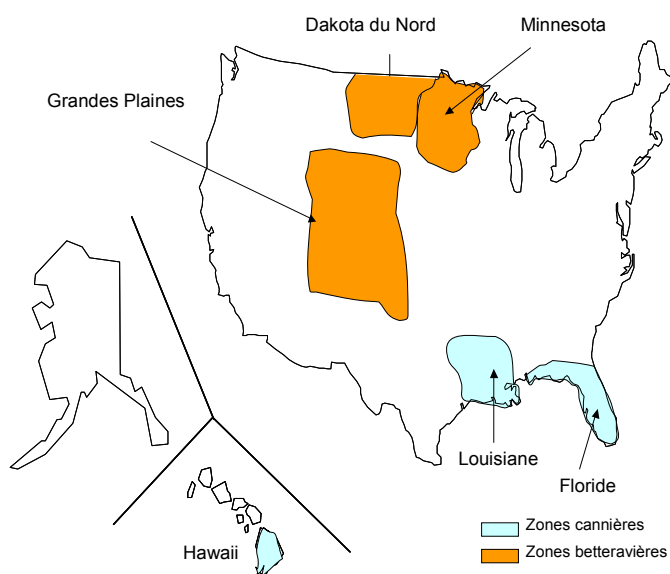 Dakota du Nord
Minnesota
Grandes Plaines
Louisiane
Floride
Hawaii
Zones cannières
Zones betteravières